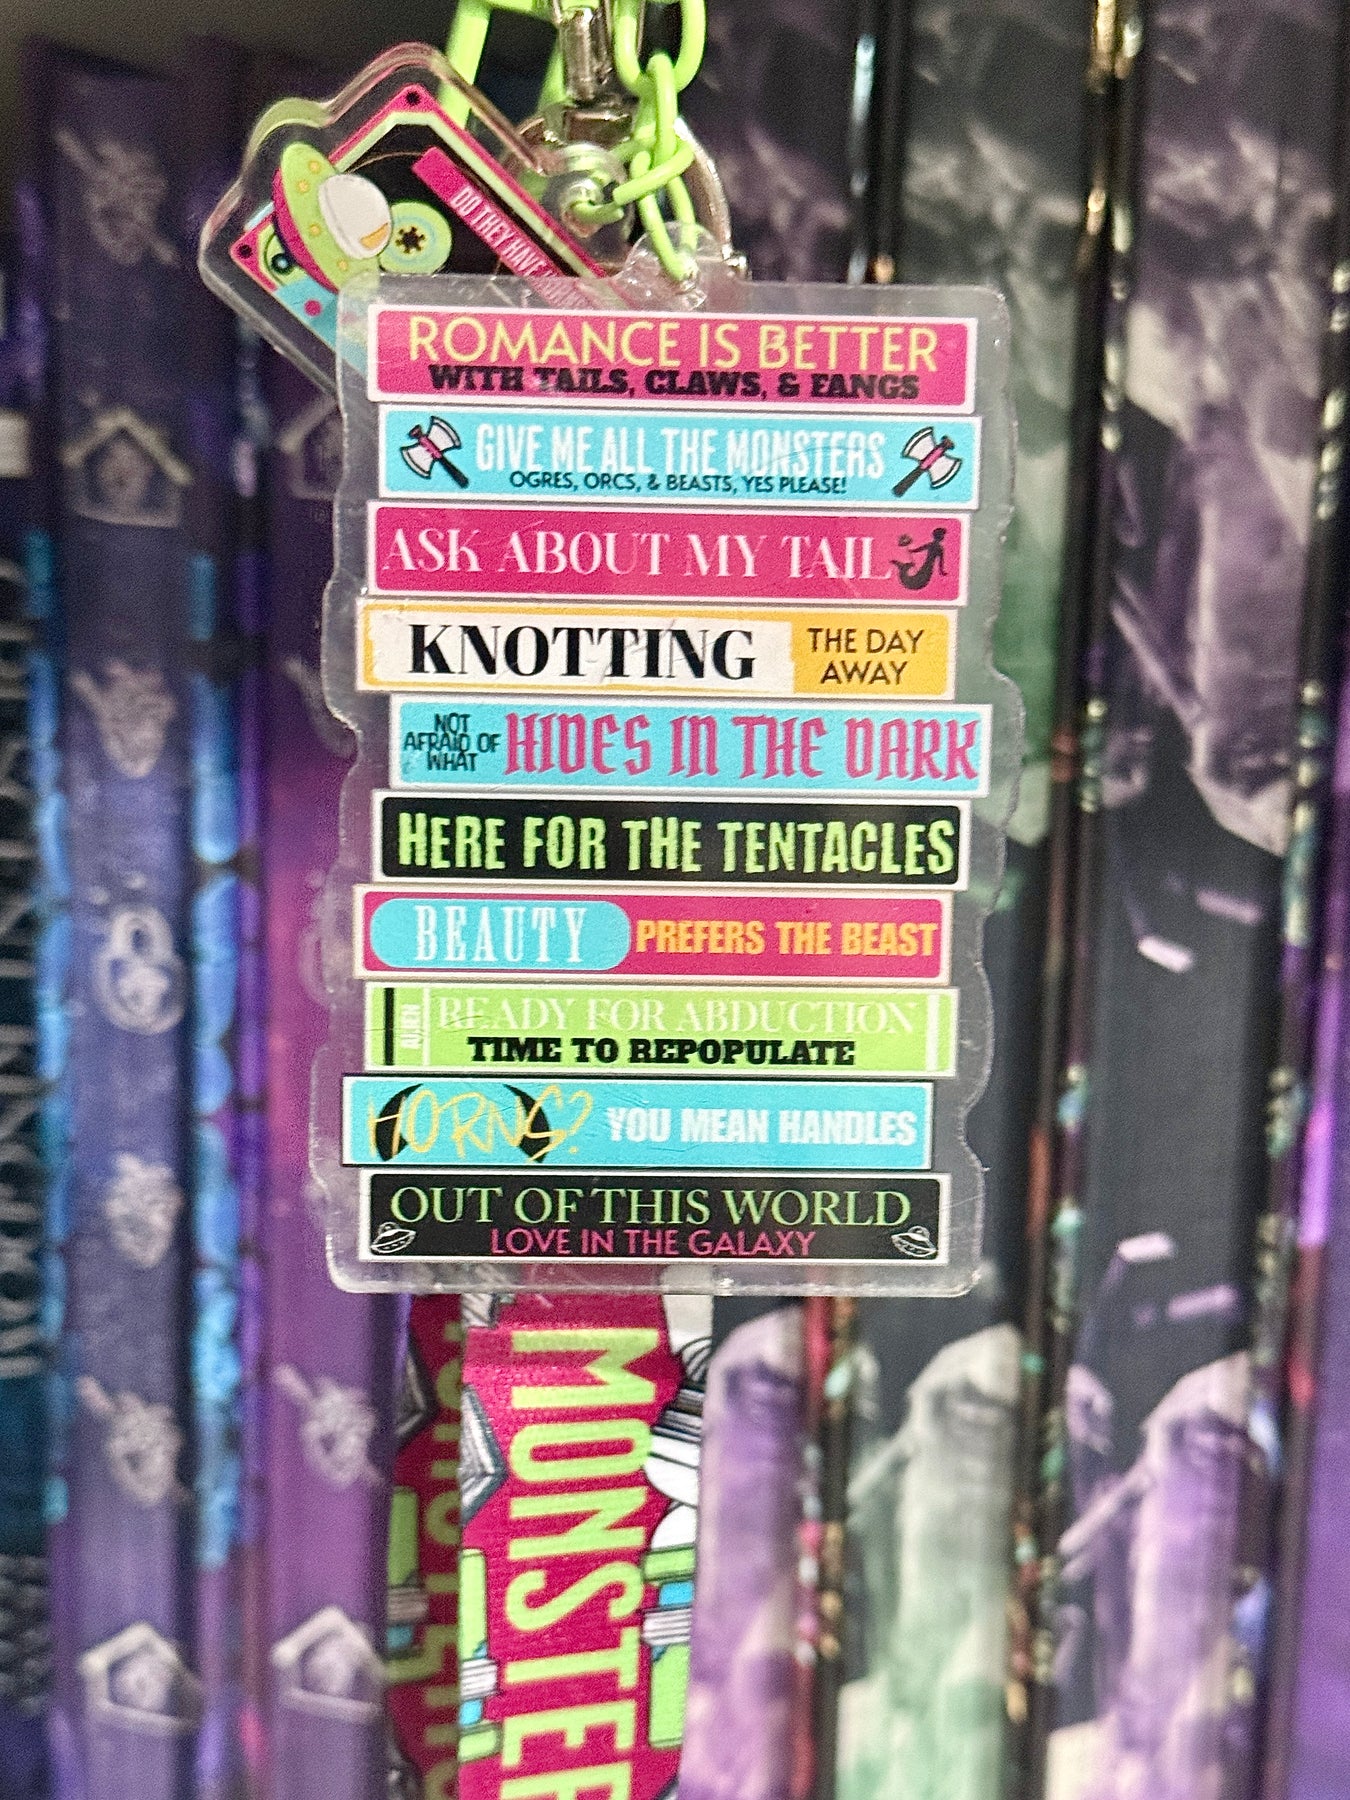 DO THEY HAVE
ROMANCE IS BETTER
WITH TAILS, CLAWS, & FANGS
GIVE ME ALL THE MONSTERS
OGRES, ORCS, & BEASTS, YES PLEASE!
ASK ABOUT MY TAIL
KNOTTING
THE DAY
AWAY
NOT
AFRAID OF
WHAT
HIDES IN THE DARK
HERE FOR THE TENTACLES
BEAUTY
PREFERS THE BEAST
ALIEN
READY FOR ABDUCTION
TIME TO REPOPULATE
HORNS?
YOU MEAN HANDLES
OUT OF THIS WORLD
LOVE IN THE GALAXY
MONSTER